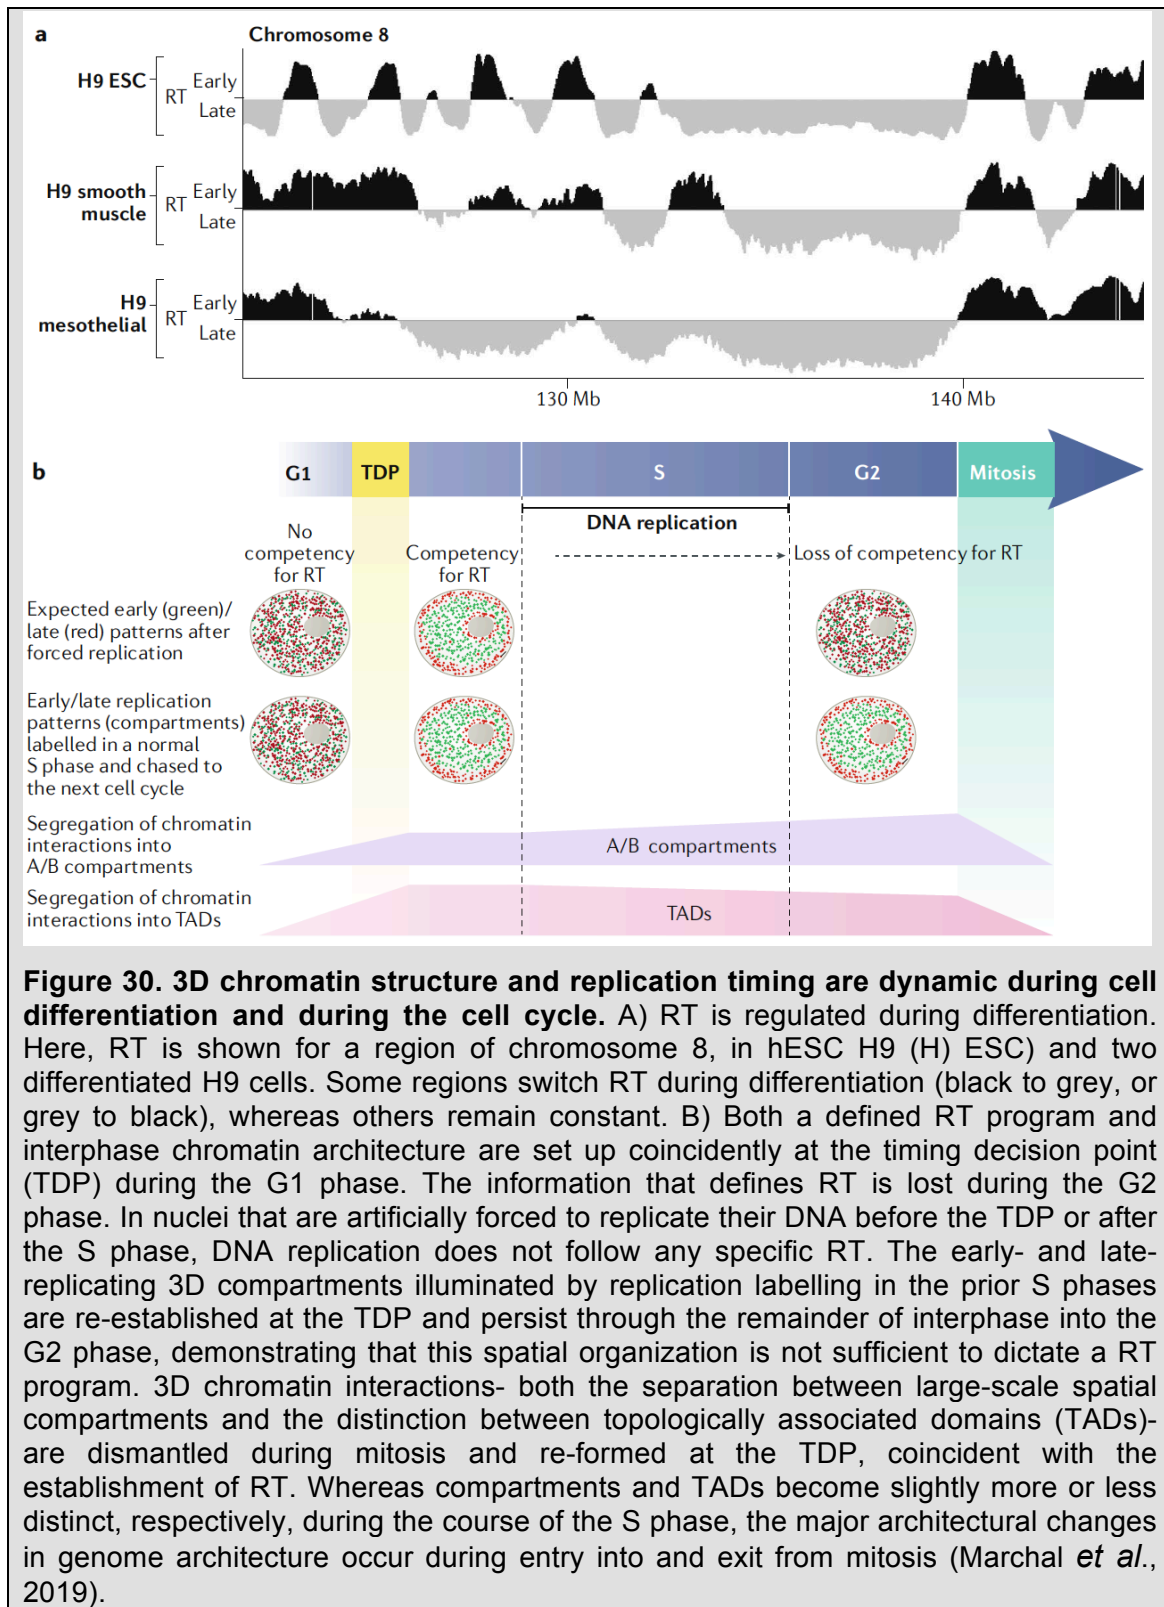 a
Chromosome 8
H9 ESC
RT
Early
Late
H9 smooth
muscle
RT
Early
Late
H9
mesothelial
RT
Early
Late
130 Mb
140 Mb
b
G1
TDP
S
G2
Mitosis
DNA replication
No
competency
for RT
Competency
for RT
Loss of competency for RT
Expected early (green)/
late (red) patterns after
forced replication
Early/late replication
patterns (compartments)
labelled in a normal
S phase and chased to
the next cell cycle
Segregation of chromatin
interactions into
A/B compartments
A/B compartments
Segregation of chromatin
interactions into TADs
TADs
Figure 30. 3D chromatin structure and replication timing are dynamic during cell
differentiation and during the cell cycle. A) RT is regulated during differentiation.
Here, RT is shown for a region of chromosome 8, in hESC H9 (H) ESC) and two
differentiated H9 cells. Some regions switch RT during differentiation (black to grey, or
grey to black), whereas others remain constant. B) Both a defined RT program and
interphase chromatin architecture are set up coincidently at the timing decision point
(TDP) during the G1 phase. The information that defines RT is lost during the G2
phase. In nuclei that are artificially forced to replicate their DNA before the TDP or after
the S phase, DNA replication does not follow any specific RT. The early- and late-
replicating 3D compartments illuminated by replication labelling in the prior S phases
are re-established at the TDP and persist through the remainder of interphase into the
G2 phase, demonstrating that this spatial organization is not sufficient to dictate a RT
program. 3D chromatin interactions- both the separation between large-scale spatial
compartments and the distinction between topologically associated domains (TADs)-
are dismantled during mitosis and re-formed at the TDP, coincident with the
establishment of RT. Whereas compartments and TADs become slightly more or less
distinct, respectively, during the course of the S phase, the major architectural changes
in genome architecture occur during entry into and exit from mitosis (Marchal et al.,
2019).